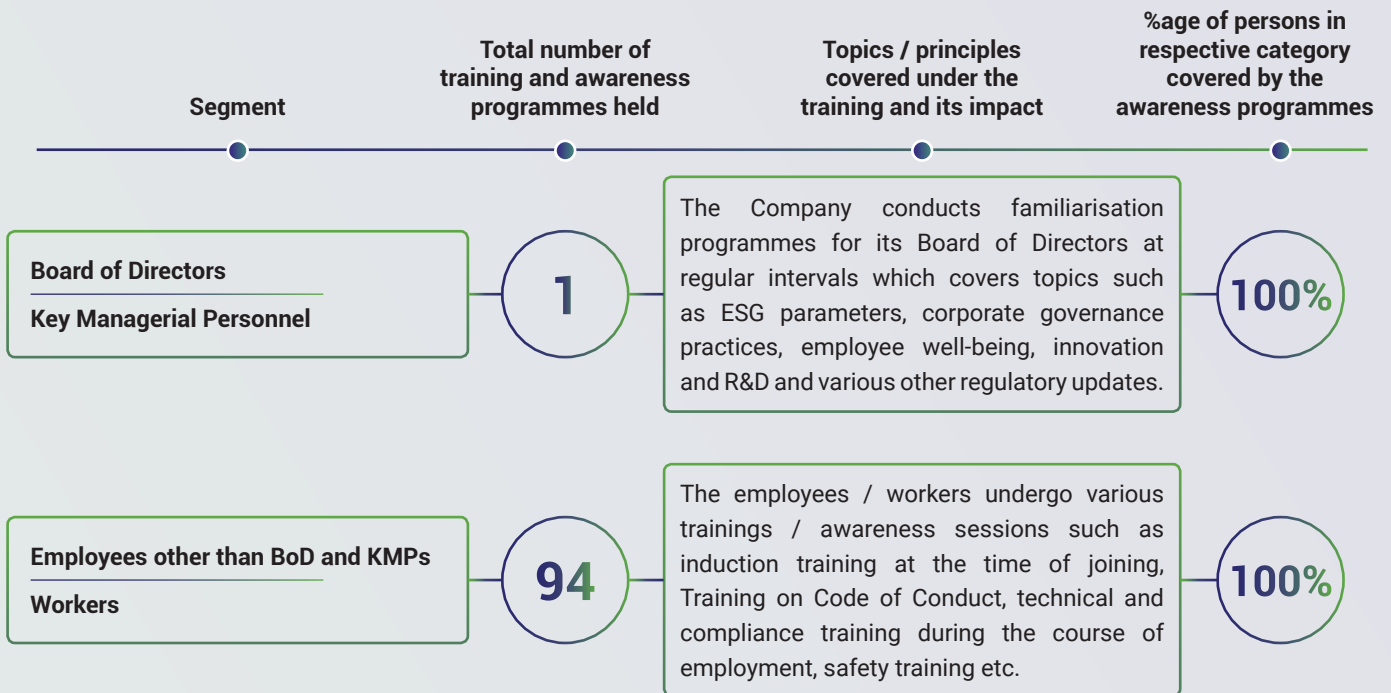 Segment
Total number of
training and awareness
programmes held
Topics / principles
covered under the
training and its impact
%age of persons in
respective category
covered by the
awareness programmes
Board of Directors
Key Managerial Personnel
1
The Company conducts familiarisation
programmes for its Board of Directors at
regular intervals which covers topics such
as ESG parameters, corporate governance
practices, employee well-being, innovation
and R&D and various other regulatory updates.
100%
Employees other than BoD and KMPs
Workers
94
The employees / workers undergo various
trainings / awareness sessions such as
induction training at the time of joining,
Training on Code of Conduct, technical and
compliance training during the course of
employment, safety training etc.
100%